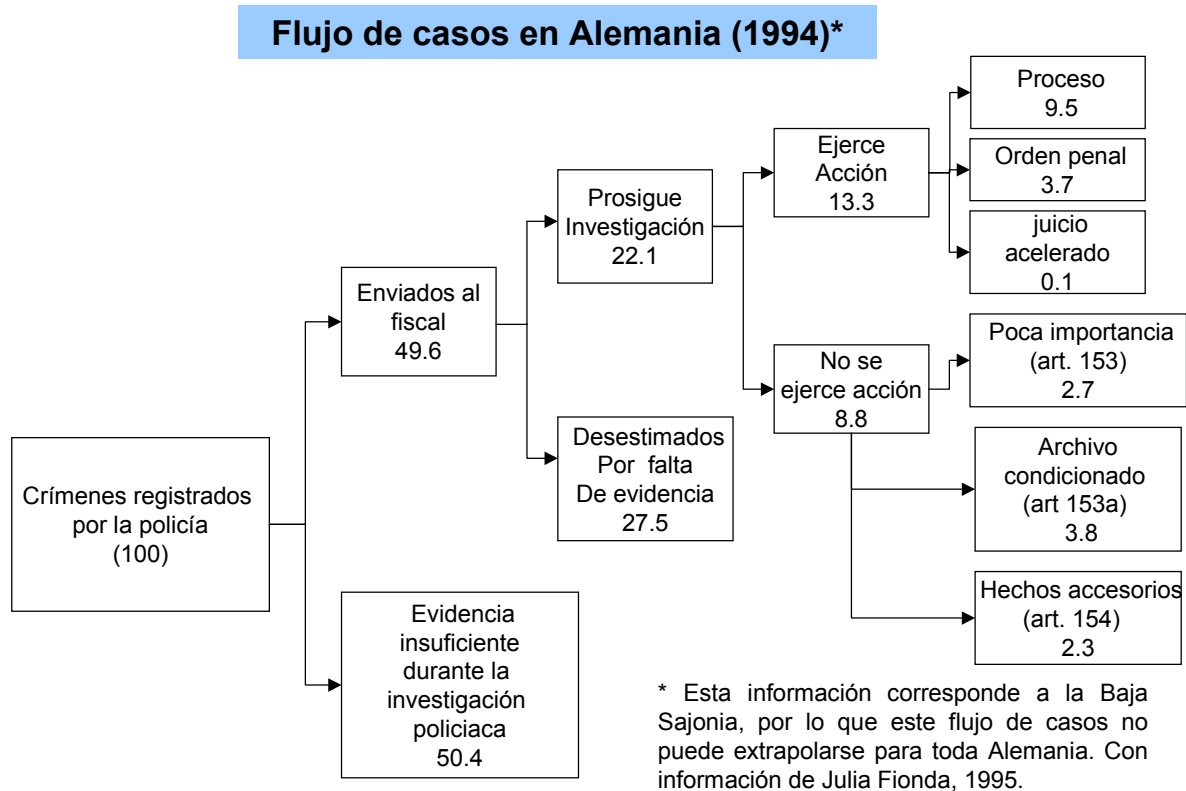 Flujo de casos en Alemania (1994)*
Crímenes registrados
por la policía
(100)
Enviados al
fiscal
49.6
Evidencia
insuficiente
durante la
investigación
policiaca
50.4
Prosigue
Investigación
22.1
Desestimados
Por falta
De evidencia
27.5
Ejerce
Acción
13.3
No se
ejerce acción
8.8
Proceso
9.5
Orden penal
3.7
juicio
acelerado
0.1
Poca importancia
(art. 153)
2.7
Archivo
condicionado
(art 153a)
3.8
Hechos accesorios
(art. 154)
2.3
* Esta información corresponde a la Baja
Sajonia, por lo que este flujo de casos no
puede extrapolarse para toda Alemania. Con
información de Julia Fionda, 1995.